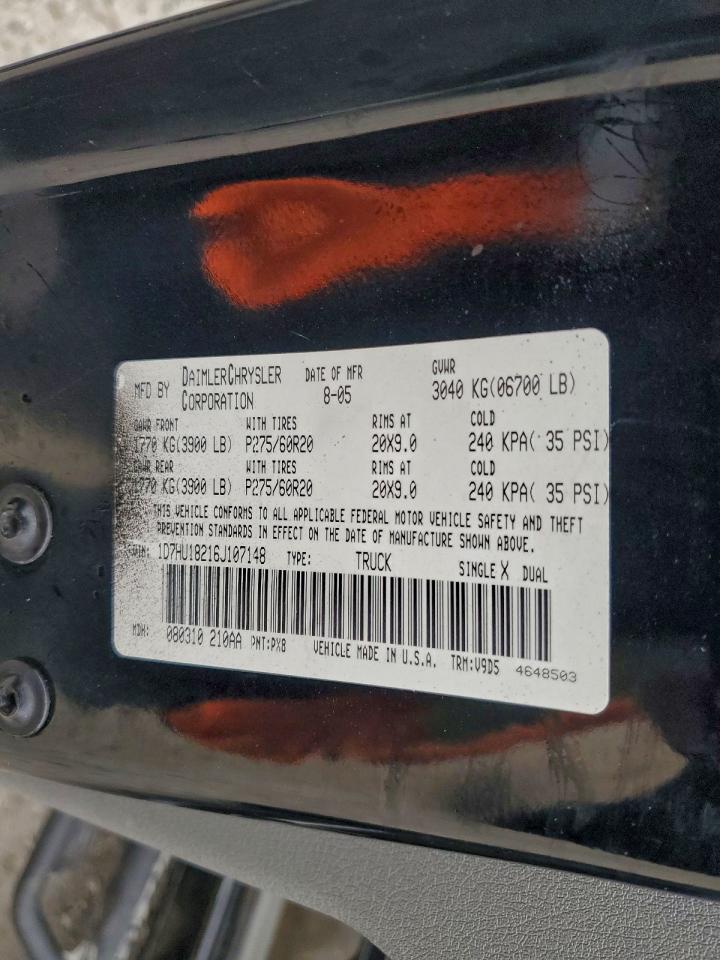 MFD BY DAIMLERCHRYSLER CORPORATION DATE OF MFR 8-05 GVWR 3040 KG(06700 LB)
GAWR FRONT WITH TIRES RIMS AT COLD
1770 KG(3900 LB) P275/60R20 20X9.0 240 KPA( 35 PSI)
GAWR REAR WITH TIRES RIMS AT COLD
1770 KG(3900 LB) P275/60R20 20X9.0 240 KPA( 35 PSI)
THIS VEHICLE CONFORMS TO ALL APPLICABLE FEDERAL MOTOR VEHICLE SAFETY AND THEFT
PREVENTION STANDARDS IN EFFECT ON THE DATE OF MANUFACTURE SHOWN ABOVE.
VIN: 1D7HU18216J107148 TYPE: TRUCK SINGLE X DUAL
MDH: 080310 210AA PNT:PX8 VEHICLE MADE IN U.S.A. TRM:V9D5 4648503